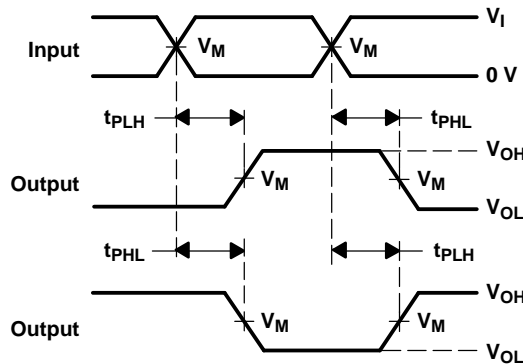 V_I
Input V_M V_M
0 V
t_PLH t_PHL
V_OH
Output V_M V_M
V_OL
t_PHL t_PLH
V_OH
Output V_M V_M
V_OL